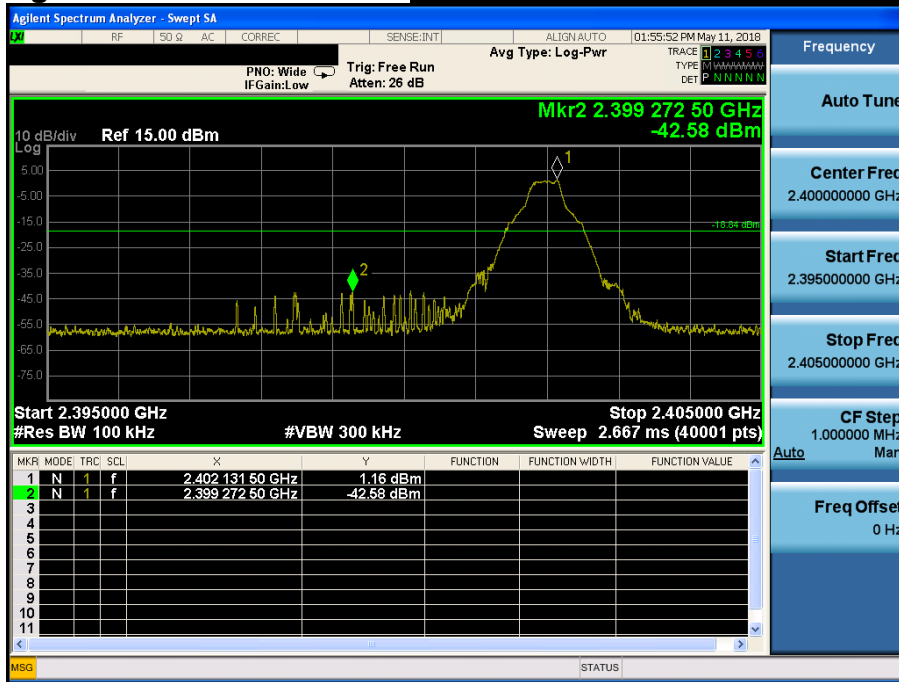 Agilent Spectrum Analyzer - Swept SA
LXI RF 50 Ω AC CORREC SENSE:INT ALIGN AUTO 01:55:52 PM May 11, 2018
Frequency
Avg Type: Log-Pwr TRACE 1 2 3 4 5 6
PNO: Wide Trig: Free Run TYPE M W W W W W
IFGain:Low Atten: 26 dB DET P N N N N N
Auto Tune
Mkr2 2.399 272 50 GHz
10 dB/div Ref 15.00 dBm -42.58 dBm
Log
1
5.00
Center Freq
2.400000000 GHz
-5.00
-15.0
-18.84 dBm
-25.0
Start Freq
2.395000000 GHz
2
-35.0
-45.0
-55.0
Stop Freq
2.405000000 GHz
-65.0
-75.0
Start 2.395000 GHz Stop 2.405000 GHz
#Res BW 100 kHz #VBW 300 kHz Sweep 2.667 ms (40001 pts)
CF Step
1.000000 MHz
Auto Man
MKR MODE TRC SCL X Y FUNCTION FUNCTION WIDTH FUNCTION VALUE
1 N 1 f 2.402 131 50 GHz 1.16 dBm
2 N 1 f 2.399 272 50 GHz -42.58 dBm
3
4
5
6
7
8
9
10
11
Freq Offset
0 Hz
MSG STATUS